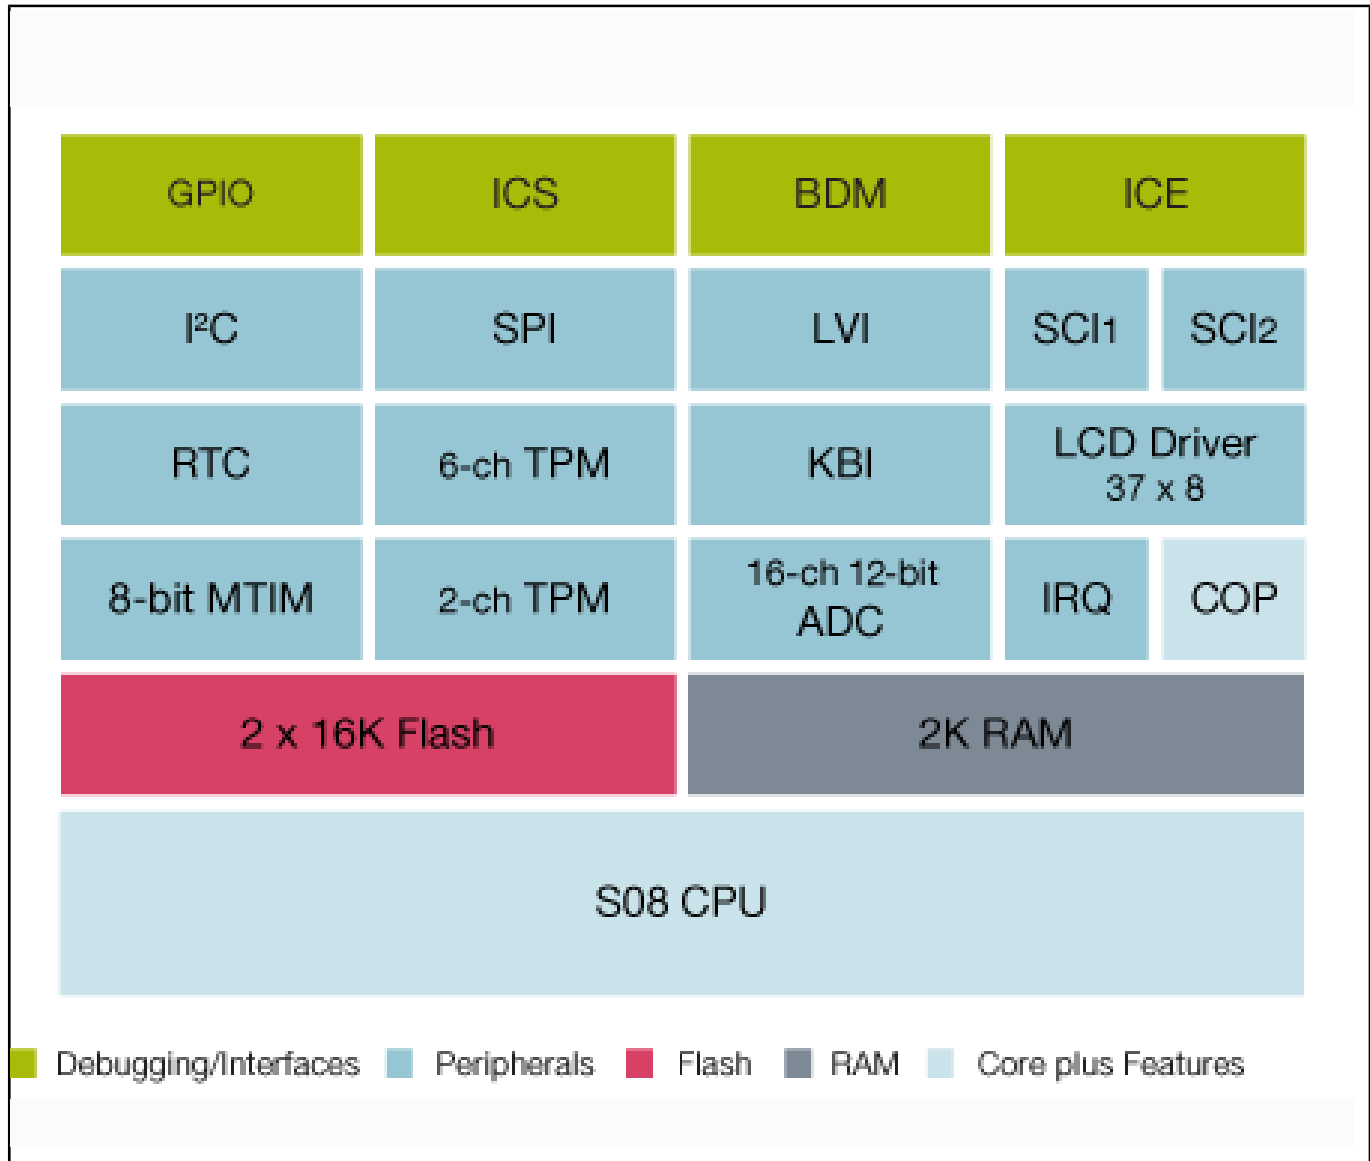 GPIO ICS BDM ICE
I²C SPI LVI SCI1 SCI2
RTC 6-ch TPM KBI LCD Driver
37 x 8
8-bit MTIM 2-ch TPM 16-ch 12-bit
ADC IRQ COP
2 x 16K Flash 2K RAM
S08 CPU
Debugging/Interfaces Peripherals Flash RAM Core plus Features